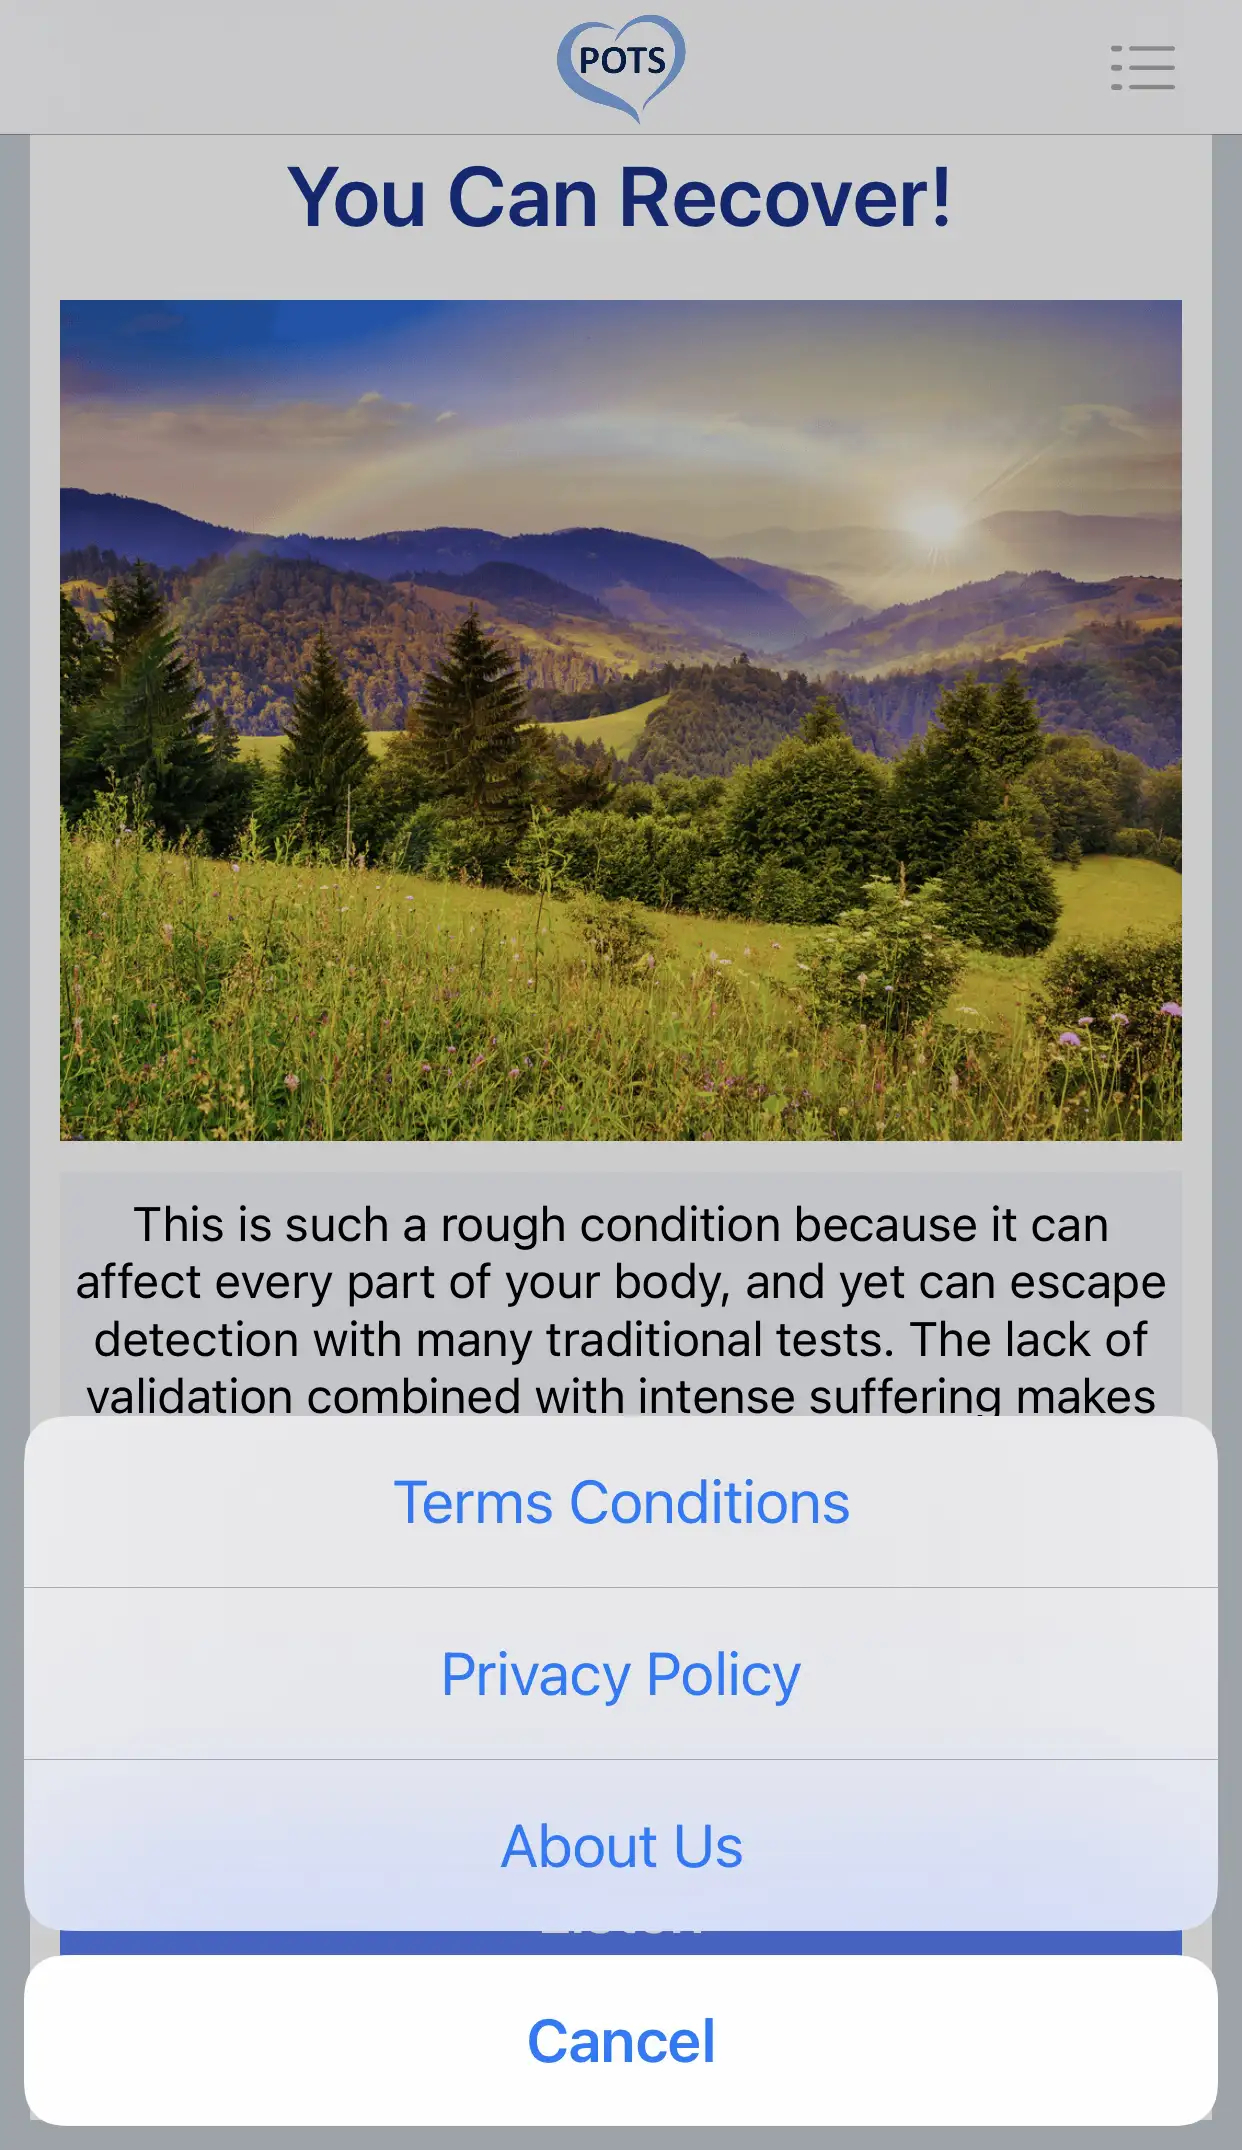 POTS
You Can Recover!
This is such a rough condition because it can
affect every part of your body, and yet can escape
detection with many traditional tests. The lack of
validation combined with intense suffering makes
Terms Conditions
Privacy Policy
About Us
Cancel